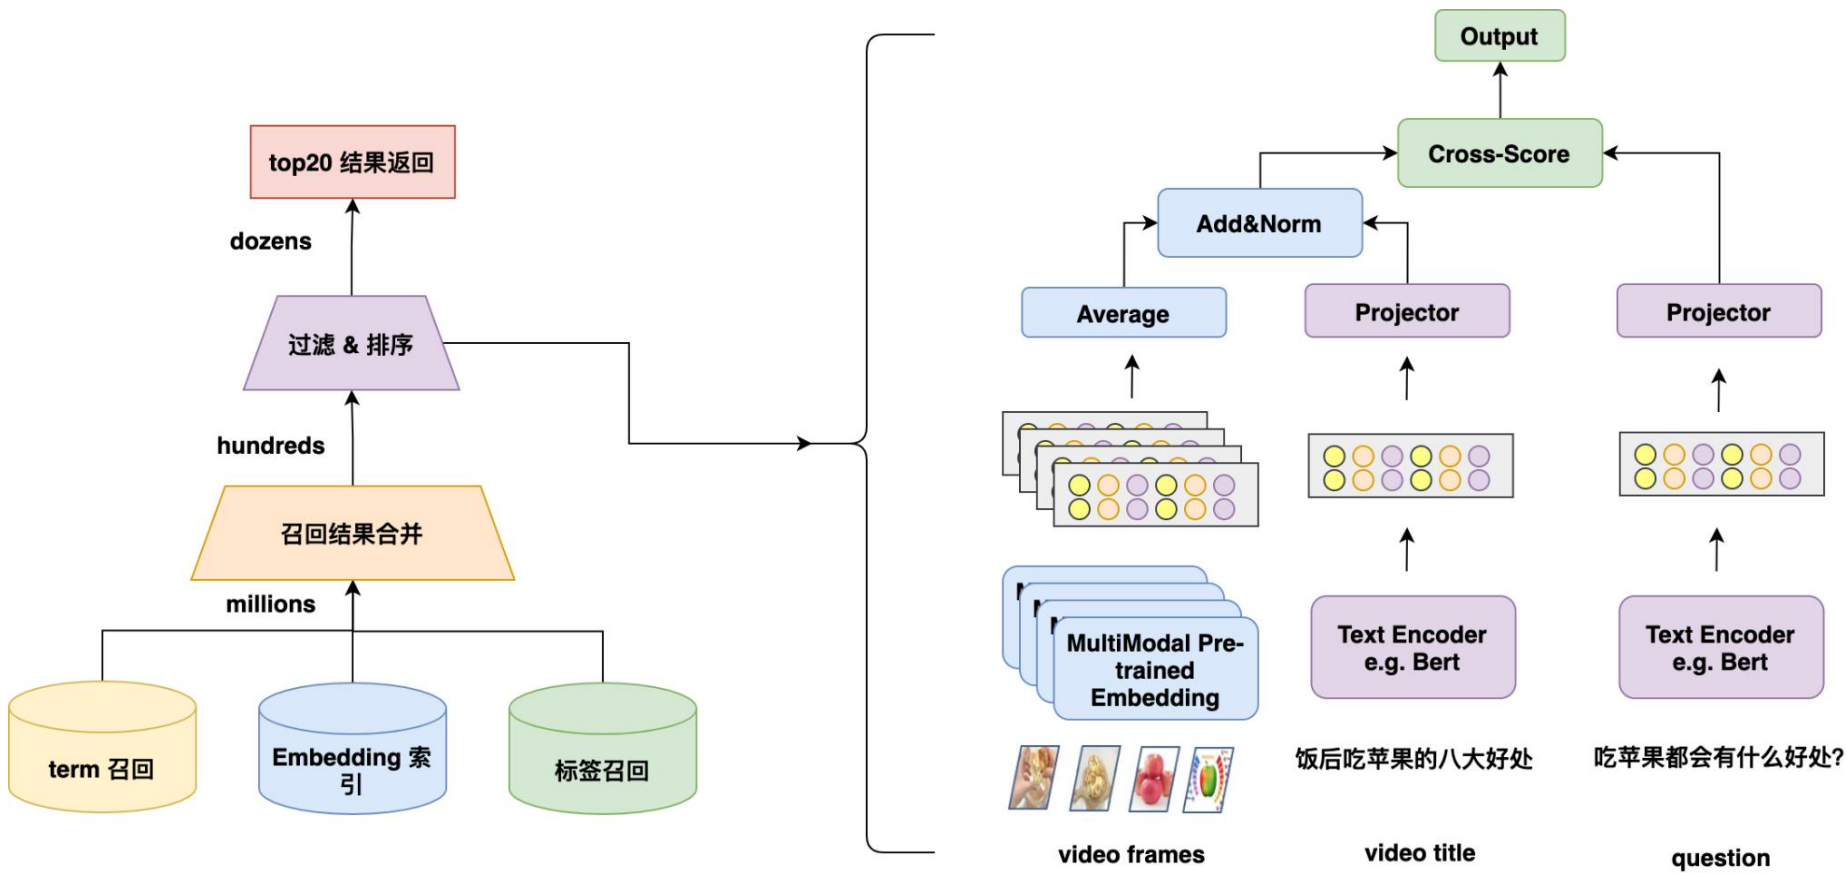 top20 结果返回
dozens
过滤 & 排序
hundreds
召回结果合并
millions
term 召回
Embedding 索
引
标签召回
Output
Cross-Score
Add&Norm
Average
Projector
Projector
M
M
M
MultiModal Pre-
trained
Embedding
Text Encoder
e.g. Bert
Text Encoder
e.g. Bert
饭后吃苹果的八大好处
吃苹果都会有什么好处?
video frames
video title
question